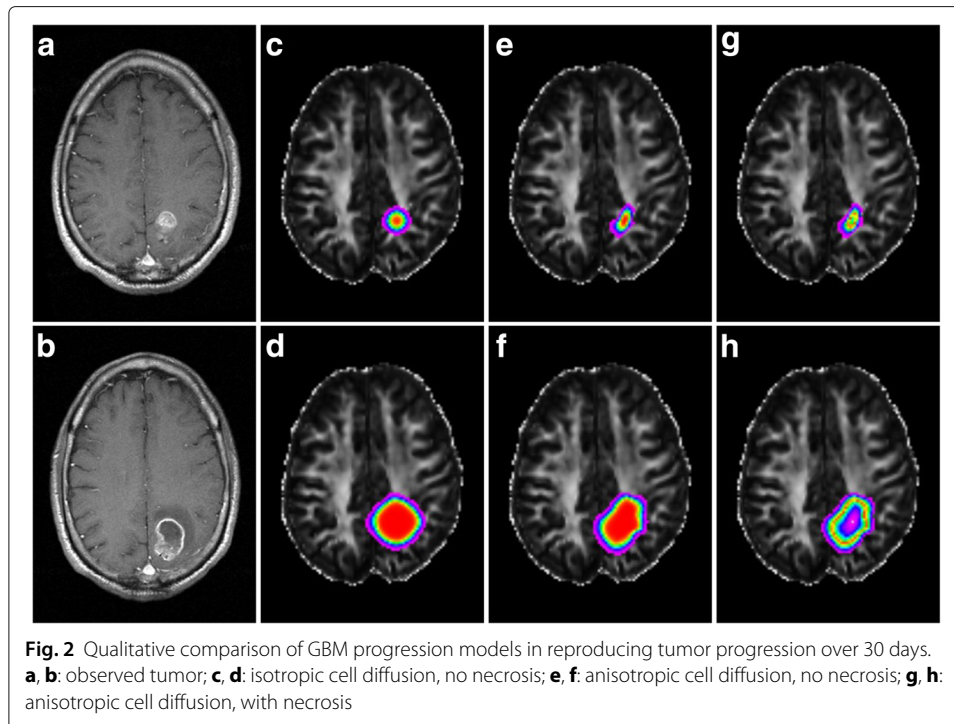 a
c
e
g
b
d
f
h
Fig. 2 Qualitative comparison of GBM progression models in reproducing tumor progression over 30 days.
a, b: observed tumor; c, d: isotropic cell diffusion, no necrosis; e, f: anisotropic cell diffusion, no necrosis; g, h:
anisotropic cell diffusion, with necrosis